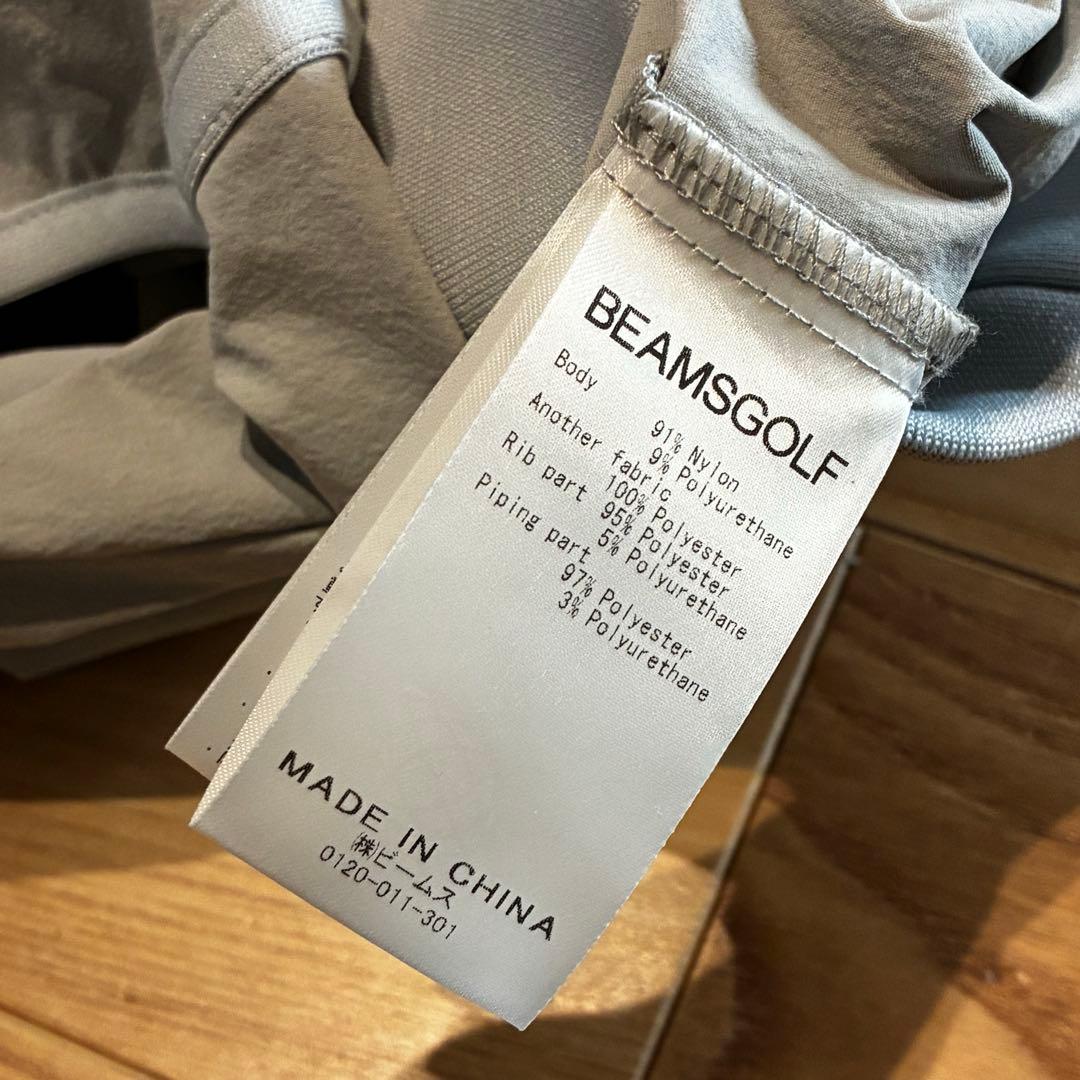 BEAMSGOLF
Body
91% Nylon
9% Polyurethane
Another fabric
100% Polyester
Rib part
95% Polyester
5% Polyurethane
Piping part
97% Polyester
3% Polyurethane
MADE IN CHINA
㈱ビームス
0120-011-301